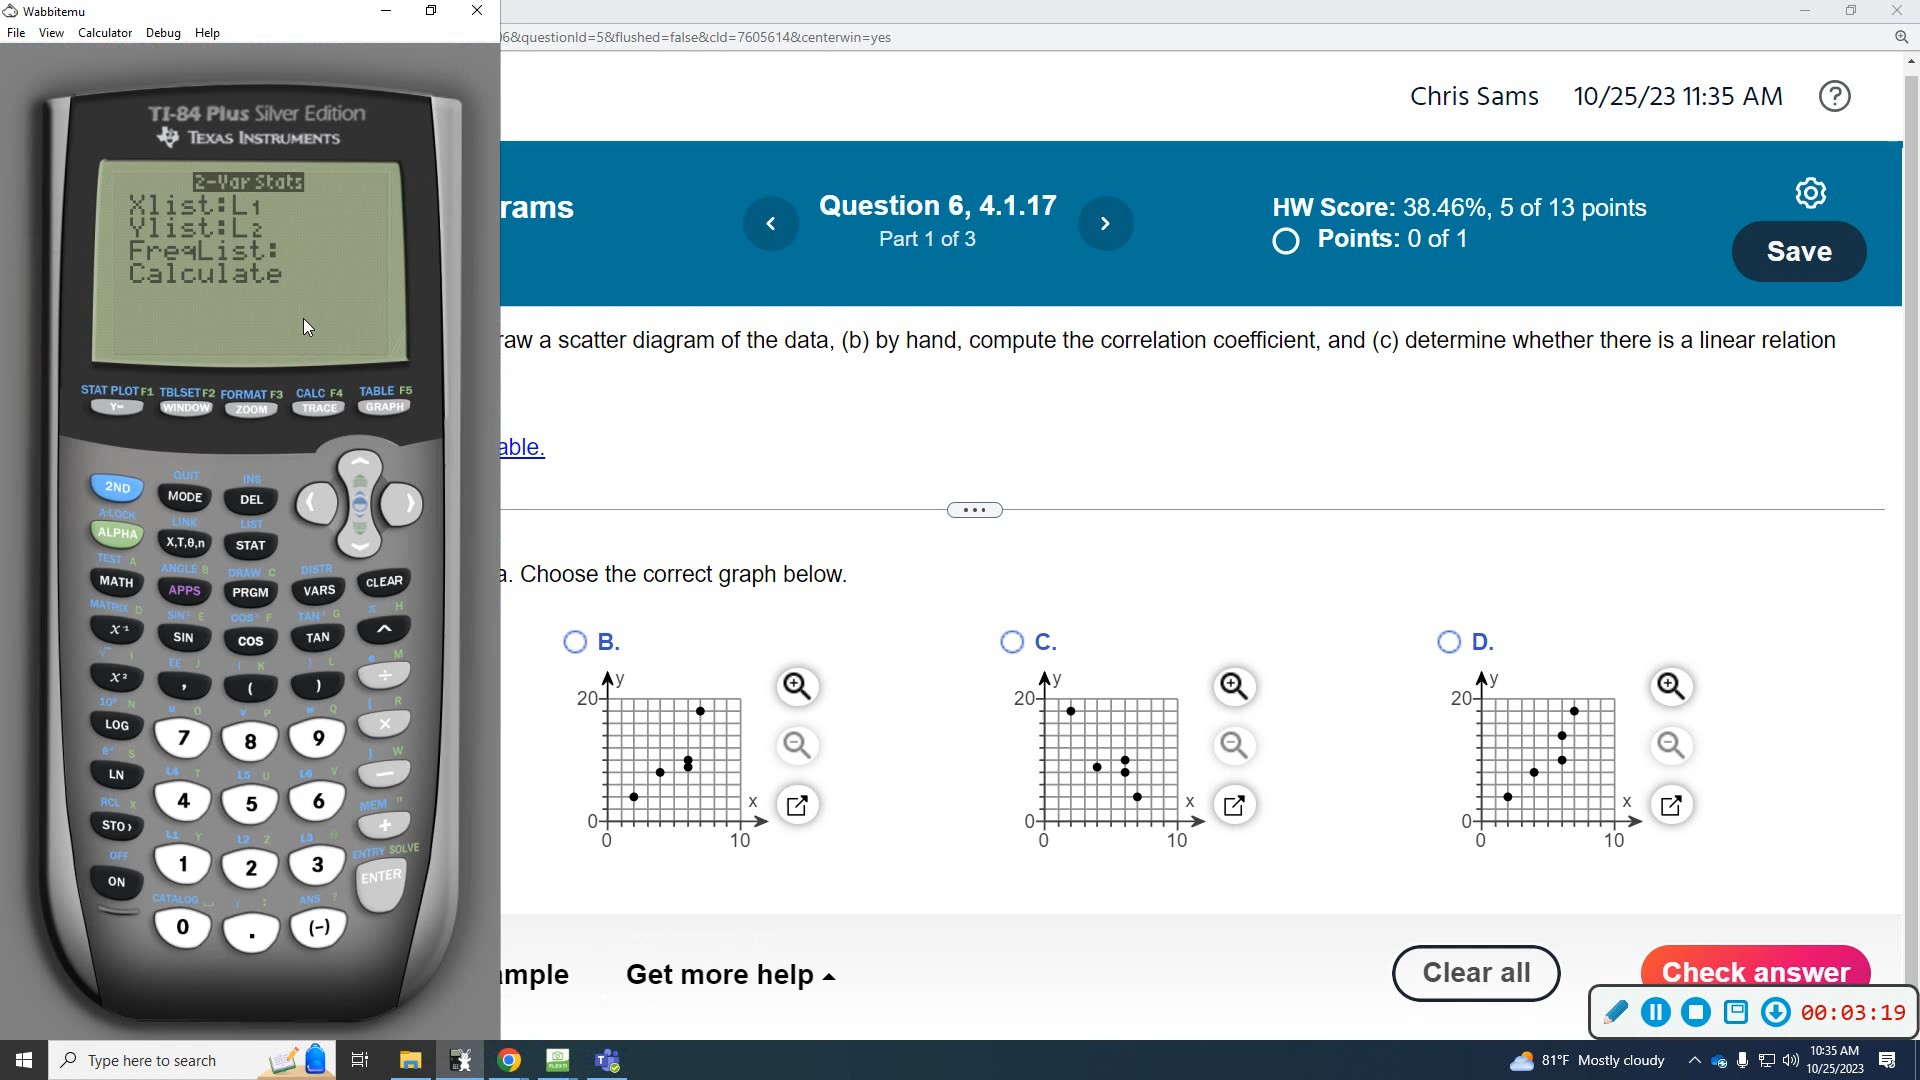 Wabbitemu
File View Calculator Debug Help
06&questionId=5&flushed=false&cId=7605614&centerwin=yes
Chris Sams 10/25/23 11:35 AM ?
rams
Question 6, 4.1.17
Part 1 of 3
HW Score: 38.46%, 5 of 13 points
Points: 0 of 1
Save
raw a scatter diagram of the data, (b) by hand, compute the correlation coefficient, and (c) determine whether there is a linear relation
able.
a. Choose the correct graph below.
B.
y
20
0
x
0 10
C.
y
20
0
x
0 10
D.
y
20
0
x
0 10
ample
Get more help
Clear all
Check answer
00:03:19
TI-84 Plus Silver Edition
TEXAS INSTRUMENTS
2-Var Stats
Xlist:L1
Ylist:L2
FreqList:
Calculate
STAT PLOT F1 TBLSET F2 FORMAT F3 CALC F4 TABLE F5
Y= WINDOW ZOOM TRACE GRAPH
QUIT INS
2ND MODE DEL
A-LOCK LINK LIST
ALPHA X,T,θ,n STAT
TEST A ANGLE B DRAW C DISTR
MATH APPS PRGM VARS CLEAR
MATRIX D SIN⁻¹ E COS⁻¹ F TAN⁻¹ G π H
x⁻¹ SIN COS TAN ^
√ I EE J { K } L e M
x² , ( ) ÷
10ˣ N u O v P w Q [ R
LOG 7 8 9 ×
eˣ S L4 T L5 U L6 V ] W
LN 4 5 6 −
RCL X L1 Y L2 Z L3 θ MEM "
STO› 1 2 3 +
OFF CATALOG ⎵ i : ANS ? ENTRY SOLVE
ON 0 . (−) ENTER
Type here to search
81°F Mostly cloudy
10:35 AM
10/25/2023